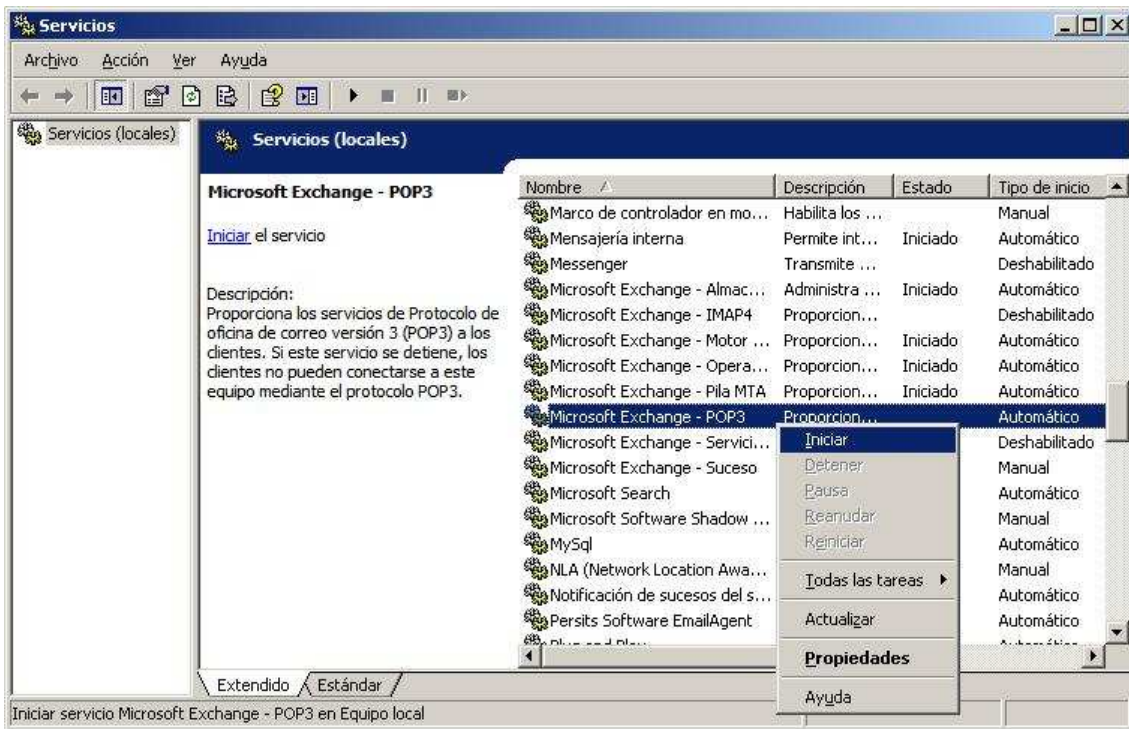 Servicios
Archivo Acción Ver Ayuda
Servicios (locales)
Servicios (locales)
Microsoft Exchange - POP3
Iniciar el servicio
Descripción:
Proporciona los servicios de Protocolo de
oficina de correo versión 3 (POP3) a los
clientes. Si este servicio se detiene, los
clientes no pueden conectarse a este
equipo mediante el protocolo POP3.
Nombre Descripción Estado Tipo de inicio
Marco de controlador en mo... Habilita los ... Manual
Mensajería interna Permite int... Iniciado Automático
Messenger Transmite ... Deshabilitado
Microsoft Exchange - Almac... Administra ... Iniciado Automático
Microsoft Exchange - IMAP4 Proporcion... Deshabilitado
Microsoft Exchange - Motor ... Proporcion... Iniciado Automático
Microsoft Exchange - Opera... Proporcion... Iniciado Automático
Microsoft Exchange - Pila MTA Proporcion... Iniciado Automático
Microsoft Exchange - POP3 Proporcion... Automático
Microsoft Exchange - Servici... Deshabilitado
Microsoft Exchange - Suceso Manual
Microsoft Search Automático
Microsoft Software Shadow ... Manual
MySql Automático
NLA (Network Location Awa... Manual
Notificación de sucesos del s... Automático
Persits Software EmailAgent Automático
Plug and Play Automático
Iniciar
Detener
Pausa
Reanudar
Reiniciar
Todas las tareas
Actualizar
Propiedades
Ayuda
Extendido Estándar
Iniciar servicio Microsoft Exchange - POP3 en Equipo local